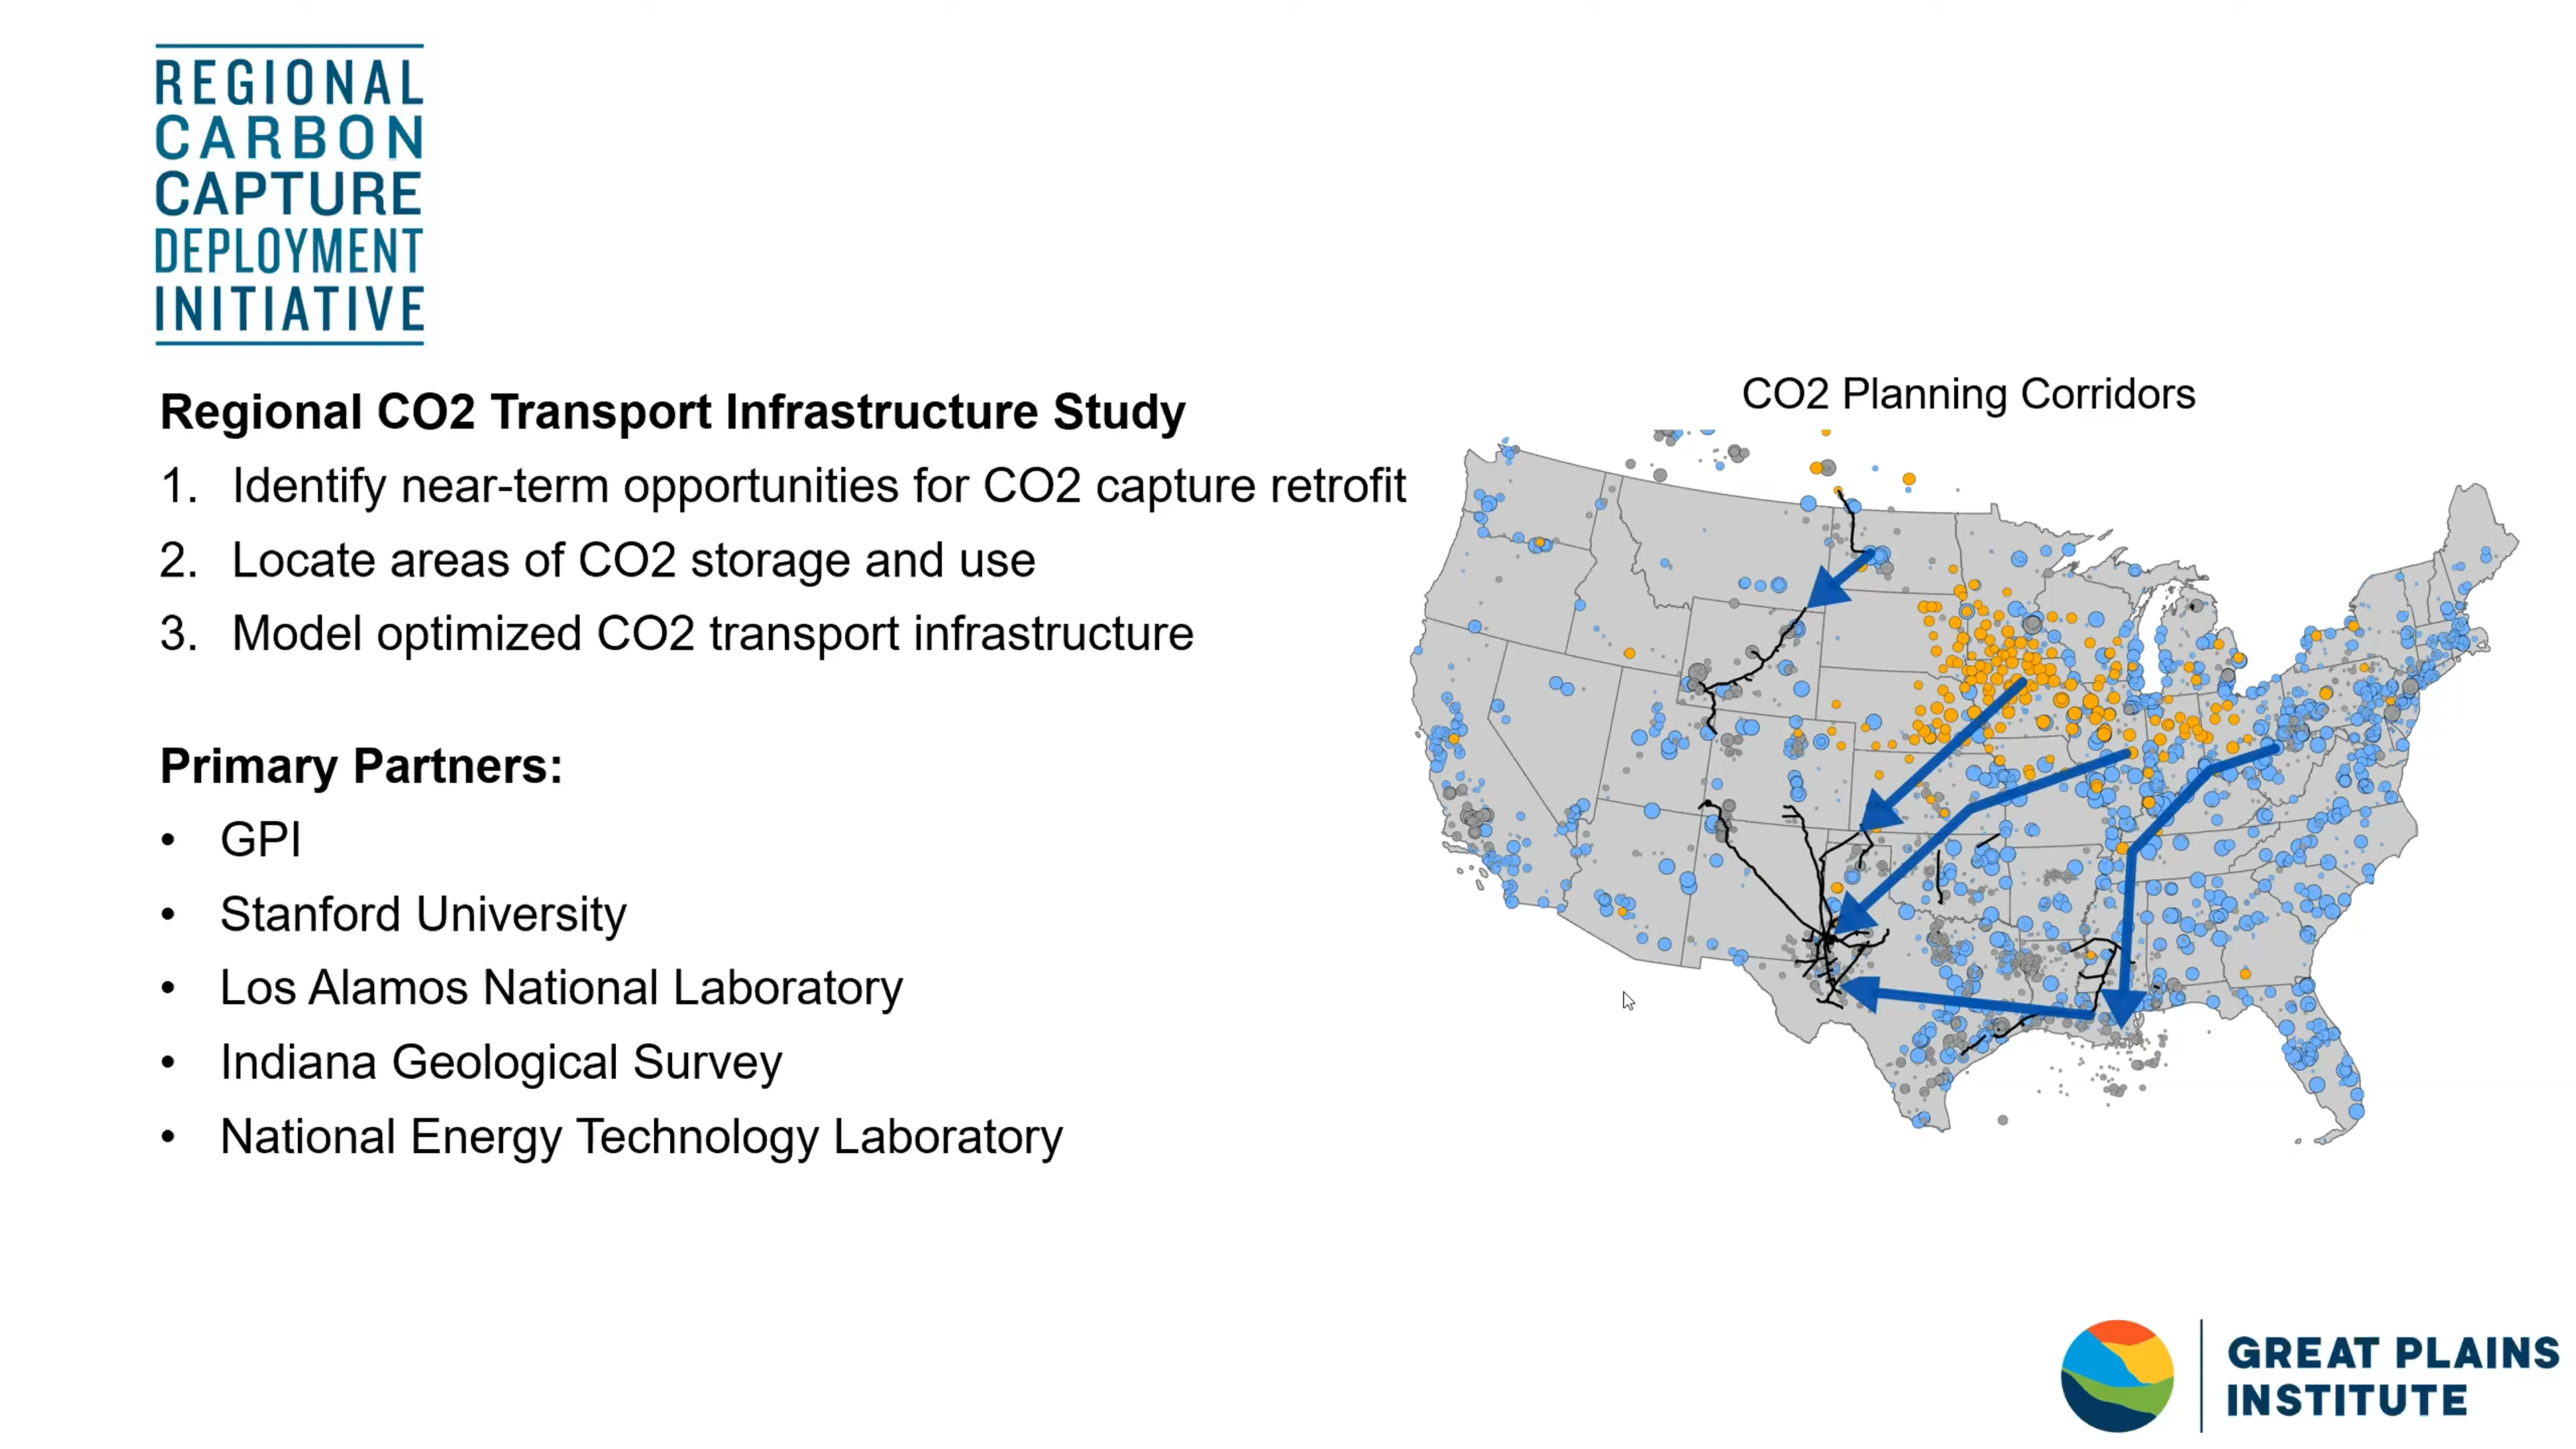 REGIONAL
CARBON
CAPTURE
DEPLOYMENT
INITIATIVE
Regional CO2 Transport Infrastructure Study
1. Identify near-term opportunities for CO2 capture retrofit
2. Locate areas of CO2 storage and use
3. Model optimized CO2 transport infrastructure
Primary Partners:
• GPI
• Stanford University
• Los Alamos National Laboratory
• Indiana Geological Survey
• National Energy Technology Laboratory
CO2 Planning Corridors
GREAT PLAINS
INSTITUTE